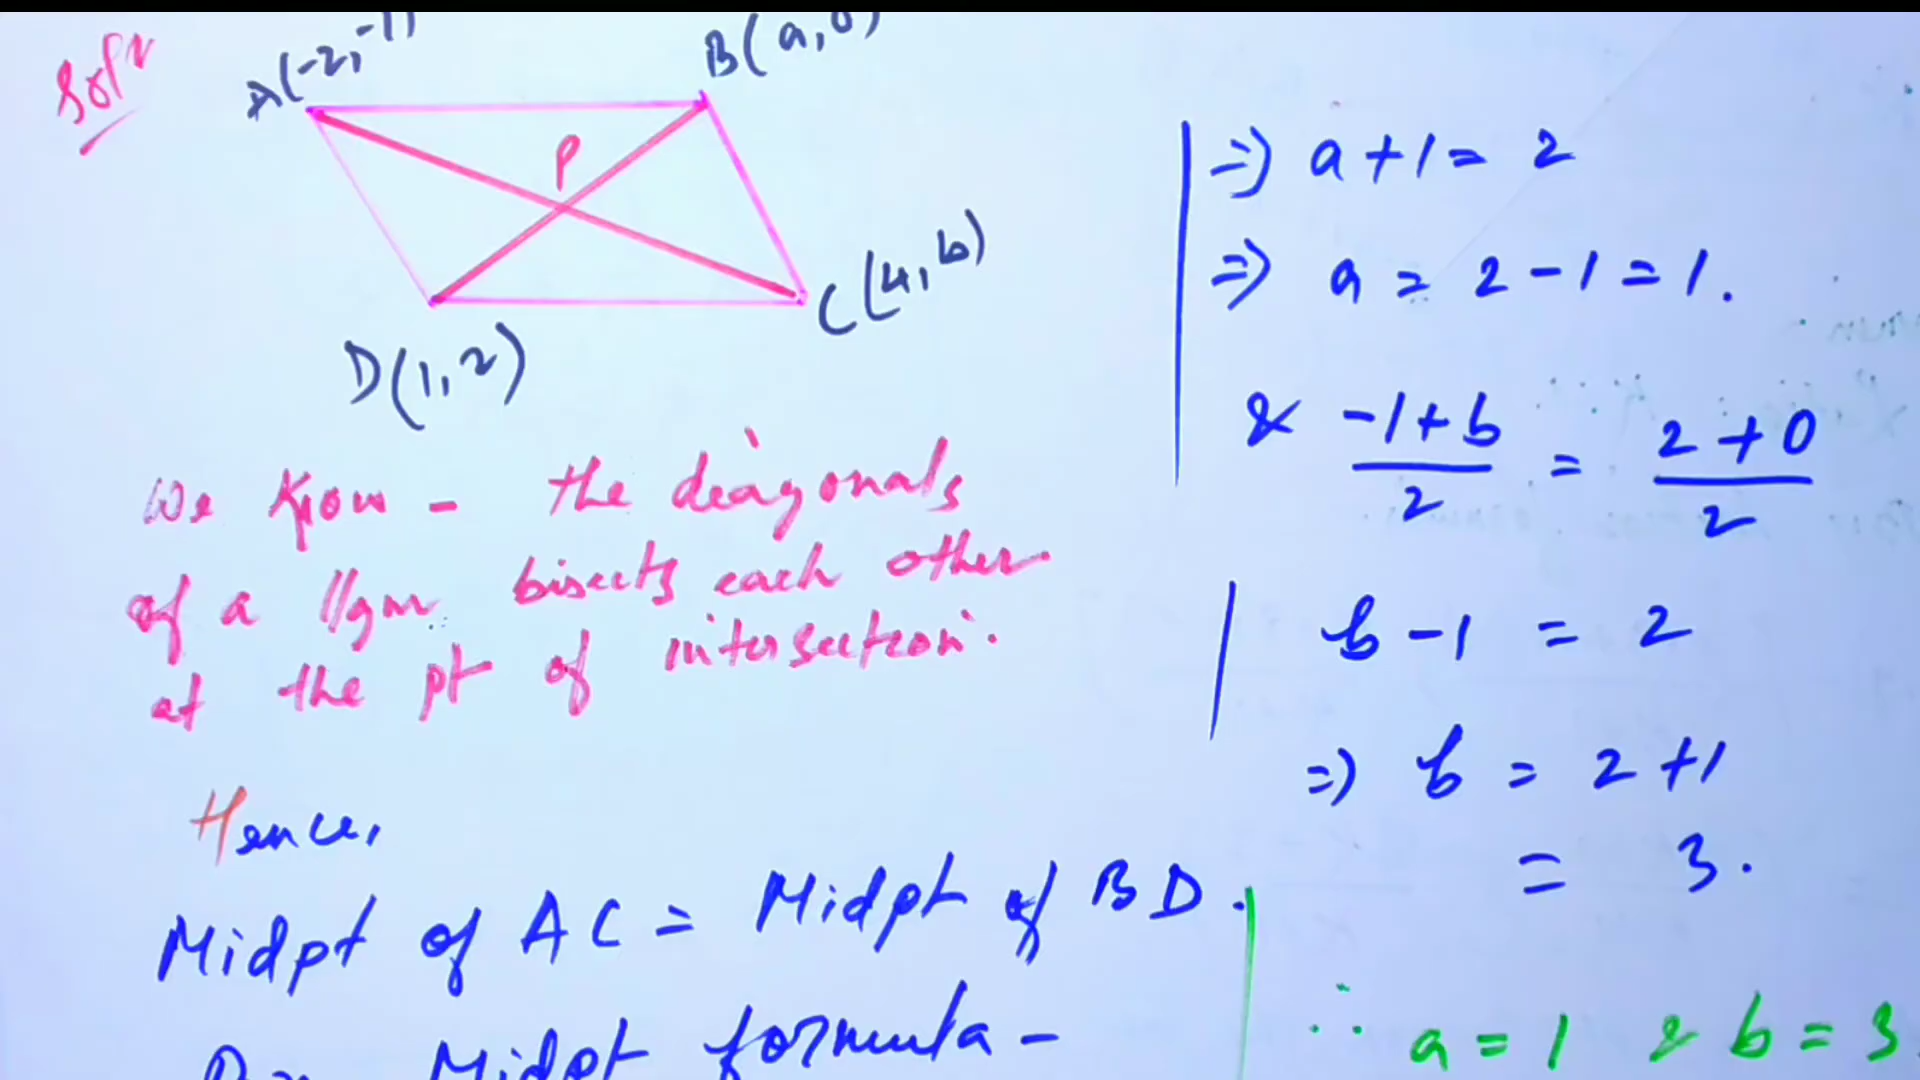 Soln
A(-2,-1)
B(a,0)
P
C(4,b)
D(1,2)
We know - the diagonals
of a //gm bisects each other
at the pt of intersection.
Hence,
Midpt of AC = Midpt of BD.
Midpt formula -
=> a+1 = 2
=> a = 2-1 = 1.
& -1+b/2 = 2+0/2
b-1 = 2
=> b = 2+1
= 3.
∴ a = 1 & b = 3.